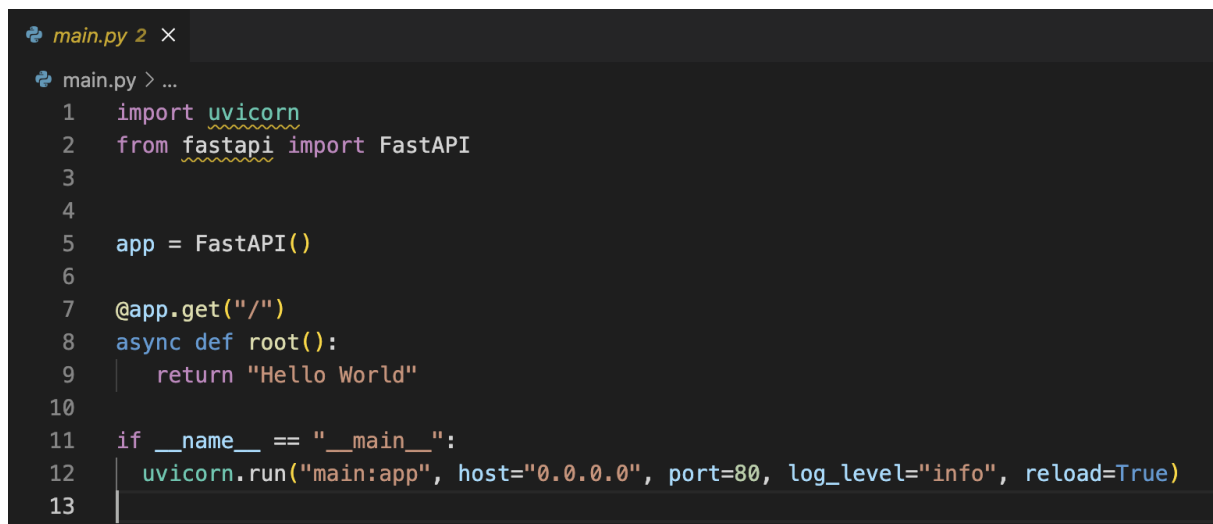 main.py 2 ×
main.py > ...
1 import uvicorn
2 from fastapi import FastAPI
3
4
5 app = FastAPI()
6
7 @app.get("/")
8 async def root():
9    return "Hello World"
10
11 if __name__ == "__main__":
12   uvicorn.run("main:app", host="0.0.0.0", port=80, log_level="info", reload=True)
13